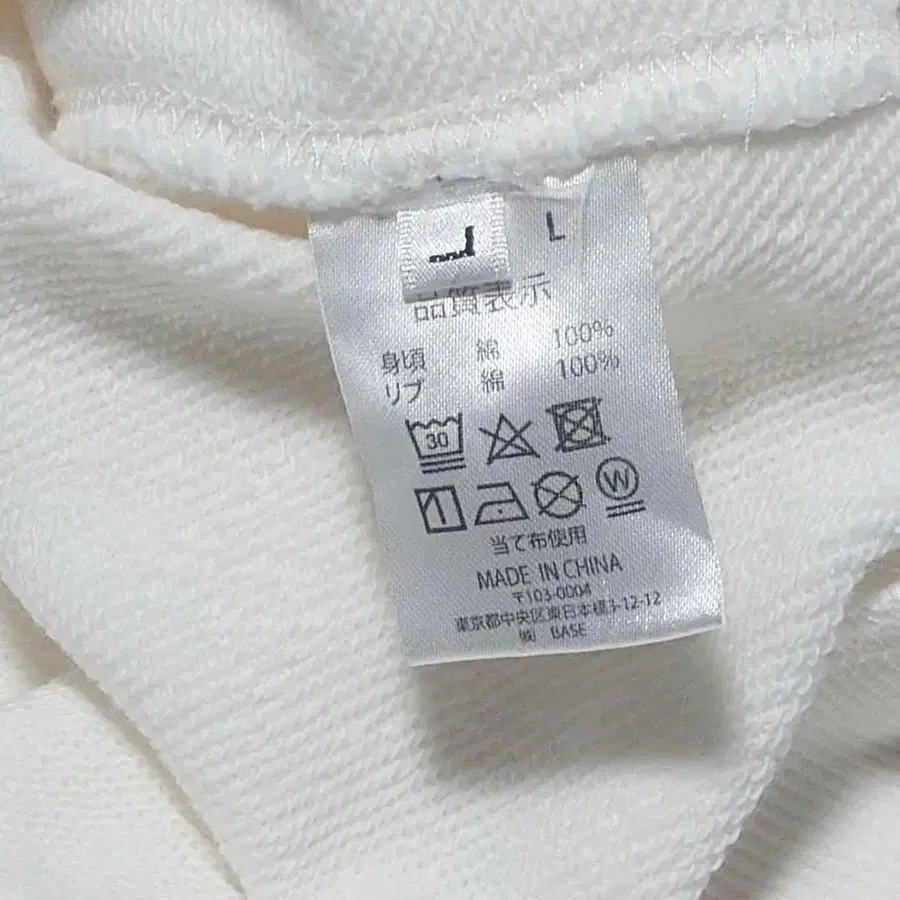 L
L
品質表示
身頃 綿 100%
リブ 綿 100%
30
W
当て布使用
MADE IN CHINA
〒103-0004
東京都中央区東日本橋3-12-12
㈱ BASE